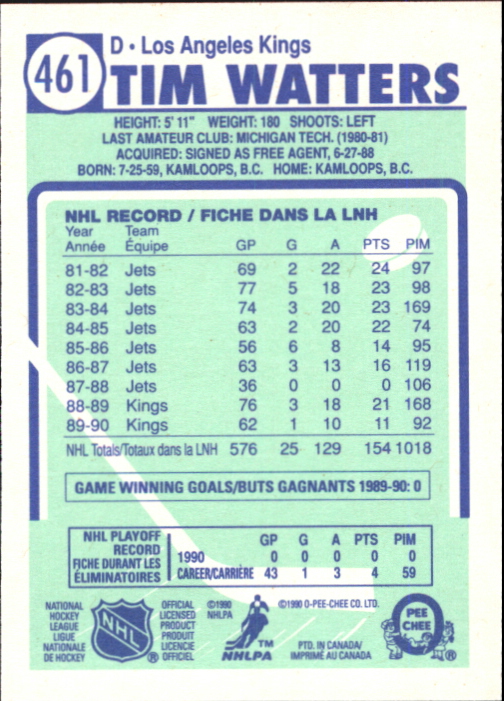 461
D • Los Angeles Kings
TIM WATTERS
HEIGHT: 5' 11" WEIGHT: 180 SHOOTS: LEFT
LAST AMATEUR CLUB: MICHIGAN TECH. (1980-81)
ACQUIRED: SIGNED AS FREE AGENT, 6-27-88
BORN: 7-25-59, KAMLOOPS, B.C. HOME: KAMLOOPS, B.C.
NHL RECORD / FICHE DANS LA LNH
Year Team
Année Équipe GP G A PTS PIM
81-82 Jets 69 2 22 24 97
82-83 Jets 77 5 18 23 98
83-84 Jets 74 3 20 23 169
84-85 Jets 63 2 20 22 74
85-86 Jets 56 6 8 14 95
86-87 Jets 63 3 13 16 119
87-88 Jets 36 0 0 0 106
88-89 Kings 76 3 18 21 168
89-90 Kings 62 1 10 11 92
NHL Totals/Totaux dans la LNH 576 25 129 154 1018
GAME WINNING GOALS/BUTS GAGNANTS 1989-90: 0
NHL PLAYOFF
RECORD
FICHE DURANT LES
ÉLIMINATOIRES
GP G A PTS PIM
1990 0 0 0 0 0
CAREER/CARRIÈRE 43 1 3 4 59
NATIONAL
HOCKEY
LEAGUE
LIGUE
NATIONALE
DE HOCKEY
NHL
®
OFFICIAL
LICENSED
PRODUCT
PRODUIT
LICENCIE
OFFICIEL
©1990
NHLPA
TM
NHLPA
©1990 O-PEE-CHEE CO. LTD.
PTD. IN CANADA/
IMPRIMÉ AU CANADA
PEE
CHEE
®